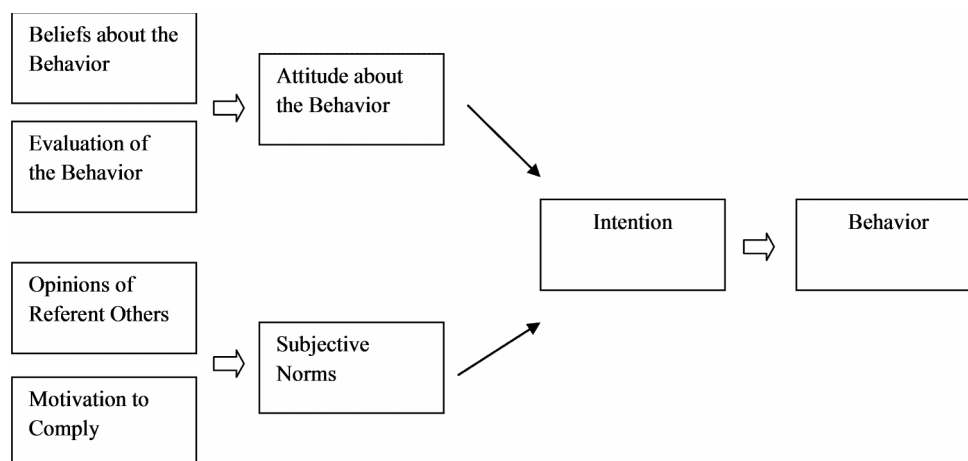 Beliefs about the
Behavior
Evaluation of
the Behavior
Attitude about
the Behavior
Opinions of
Referent Others
Motivation to
Comply
Subjective
Norms
Intention
Behavior